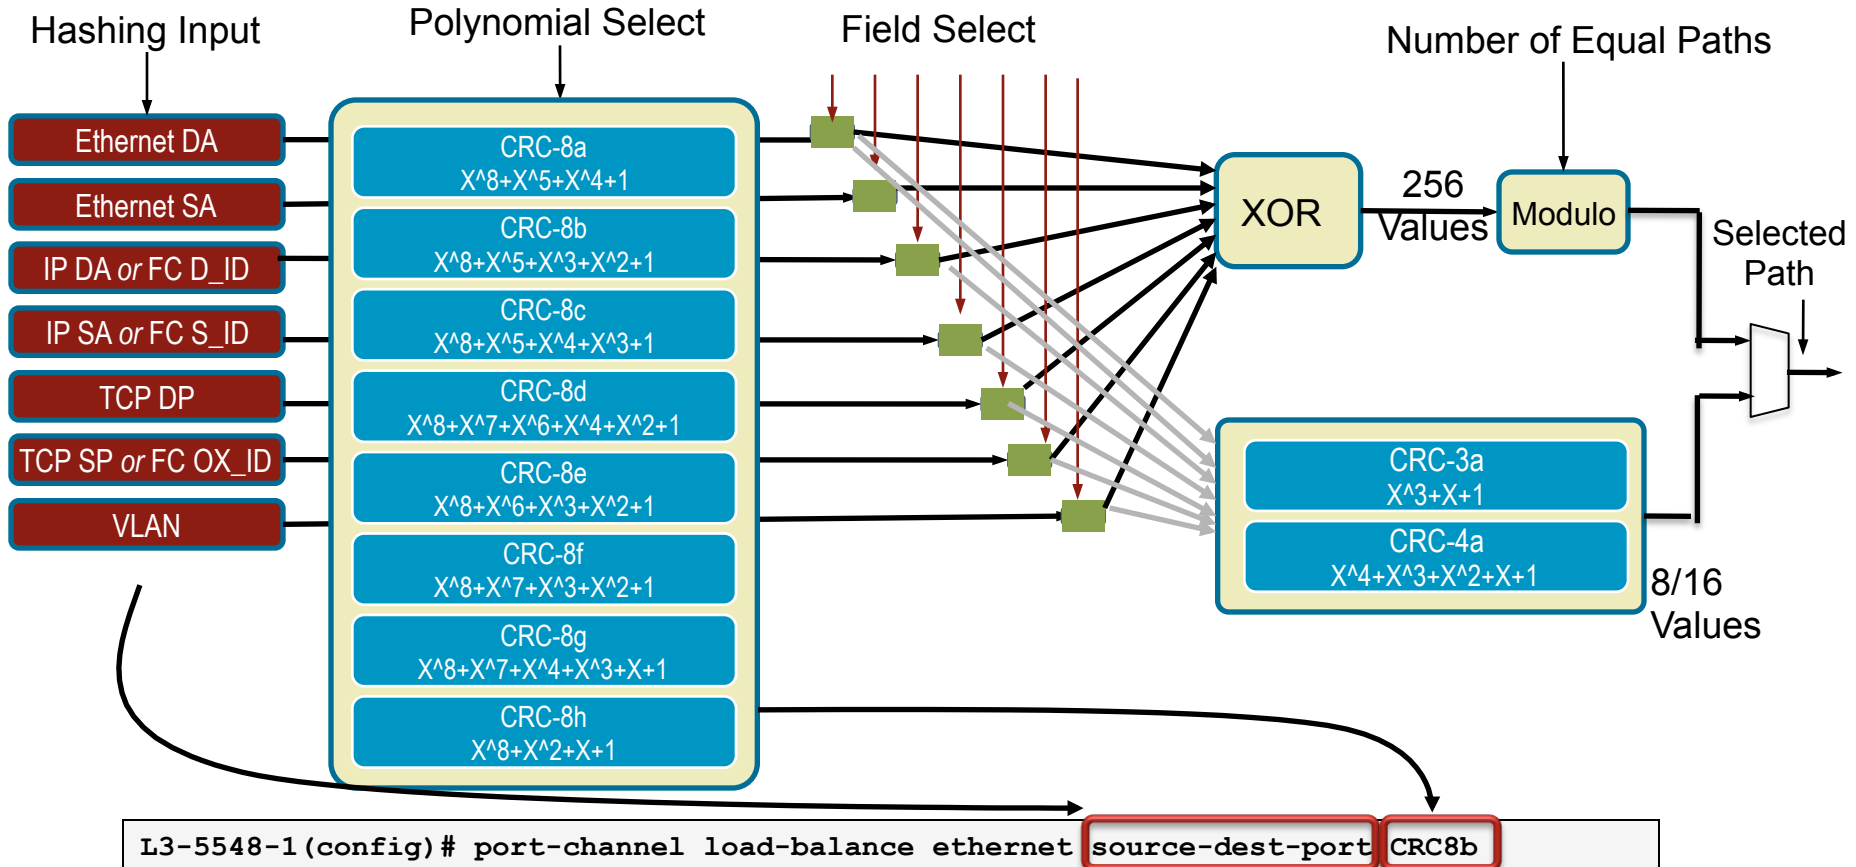 Hashing Input
Polynomial Select
Field Select
Number of Equal Paths
Ethernet DA
Ethernet SA
IP DA or FC D_ID
IP SA or FC S_ID
TCP DP
TCP SP or FC OX_ID
VLAN
CRC-8a
X^8+X^5+X^4+1
CRC-8b
X^8+X^5+X^3+X^2+1
CRC-8c
X^8+X^5+X^4+X^3+1
CRC-8d
X^8+X^7+X^6+X^4+X^2+1
CRC-8e
X^8+X^6+X^3+X^2+1
CRC-8f
X^8+X^7+X^3+X^2+1
CRC-8g
X^8+X^7+X^4+X^3+X+1
CRC-8h
X^8+X^2+X+1
XOR
256
Values
Modulo
Selected
Path
CRC-3a
X^3+X+1
CRC-4a
X^4+X^3+X^2+X+1
8/16
Values
L3-5548-1(config)# port-channel load-balance ethernet source-dest-port CRC8b